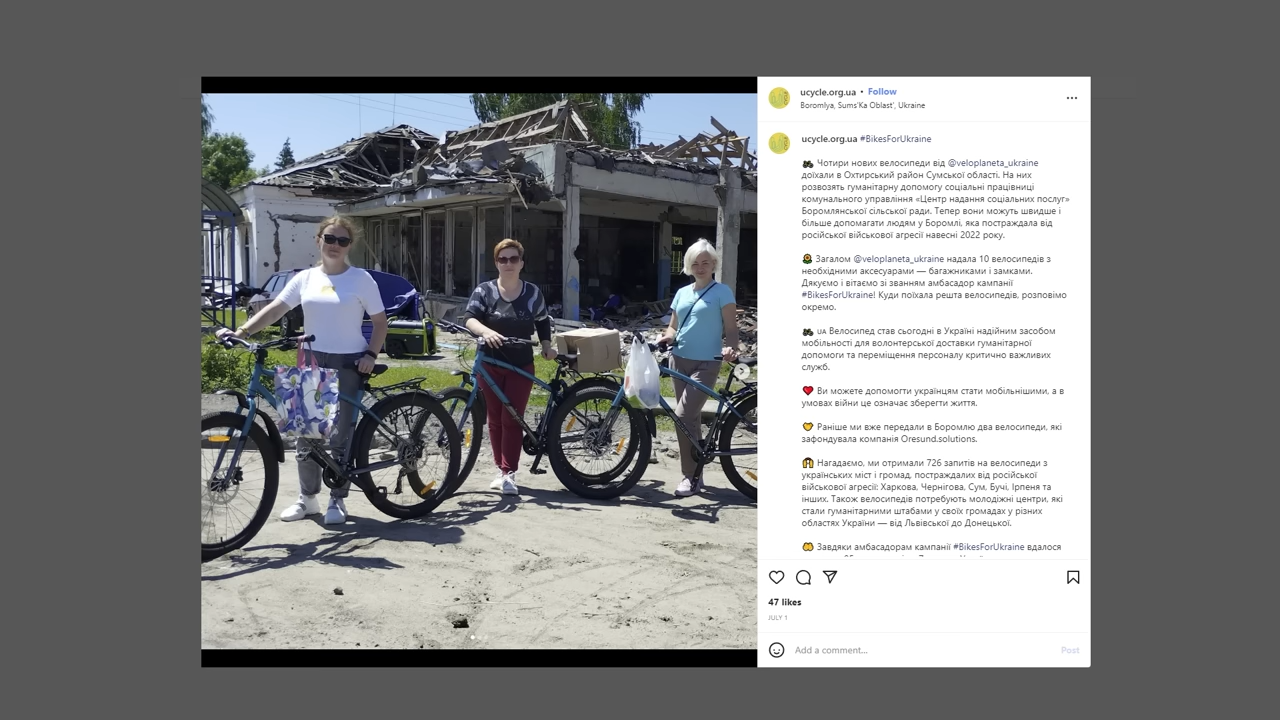 ucycle.org.ua • Follow
Boromlya, Sums'Ka Oblast', Ukraine
ucycle.org.ua #BikesForUkraine
Чотири нових велосипеди від @veloplaneta_ukraine
доїхали в Охтирський район Сумської області. На них
розвозять гуманітарну допомогу соціальні працівниці
комунального управління «Центр надання соціальних послуг»
Боромлянської сільської ради. Тепер вони можуть швидше і
більше допомагати людям у Боромлі, яка постраждала від
російської військової агресії навесні 2022 року.
Загалом @veloplaneta_ukraine надала 10 велосипедів з
необхідними аксесуарами — багажниками і замками.
Дякуємо і вітаємо зі званням амбасадор кампанії
#BikesForUkraine! Куди поїхала решта велосипедів, розповімо
окремо.
UA Велосипед став сьогодні в Україні надійним засобом
мобільності для волонтерської доставки гуманітарної
допомоги та переміщення персоналу критично важливих
служб.
Ви можете допомогти українцям стати мобільнішими, а в
умовах війни це означає зберегти життя.
Раніше ми вже передали в Боромлю два велосипеди, які
зафондувала компанія Oresund.solutions.
Нагадаємо, ми отримали 726 запитів на велосипеди з
українських міст і громад, постраждалих від російської
військової агресії: Харкова, Чернігова, Сум, Бучі, Ірпеня та
інших. Також велосипедів потребують молодіжні центри, які
стали гуманітарними штабами у своїх громадах у різних
областях України — від Львівської до Донецької.
Завдяки амбасадорам кампанії #BikesForUkraine вдалося
47 likes
JULY 1
Add a comment...
Post